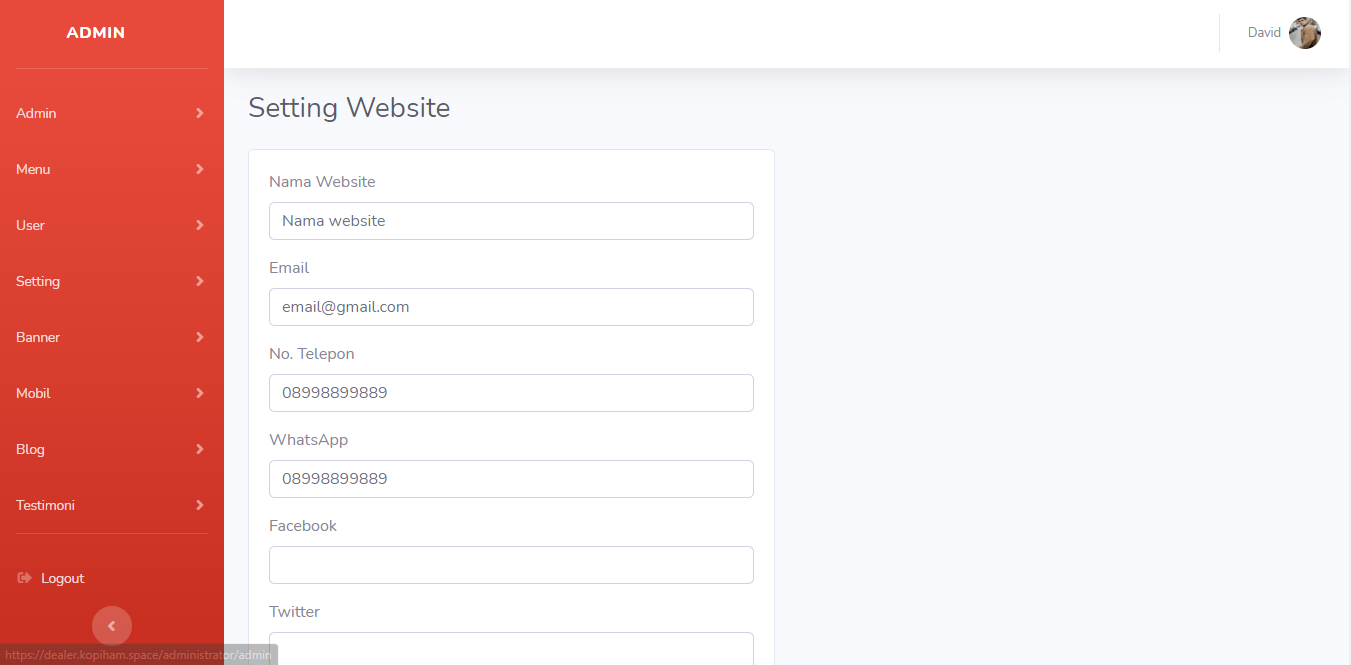 ADMIN
David
Admin
Menu
User
Setting
Banner
Mobil
Blog
Testimoni
Logout
Setting Website
Nama Website
Nama website
Email
email@gmail.com
No. Telepon
08998899889
WhatsApp
08998899889
Facebook
Twitter
https://dealer.kopiham.space/administrator/admin